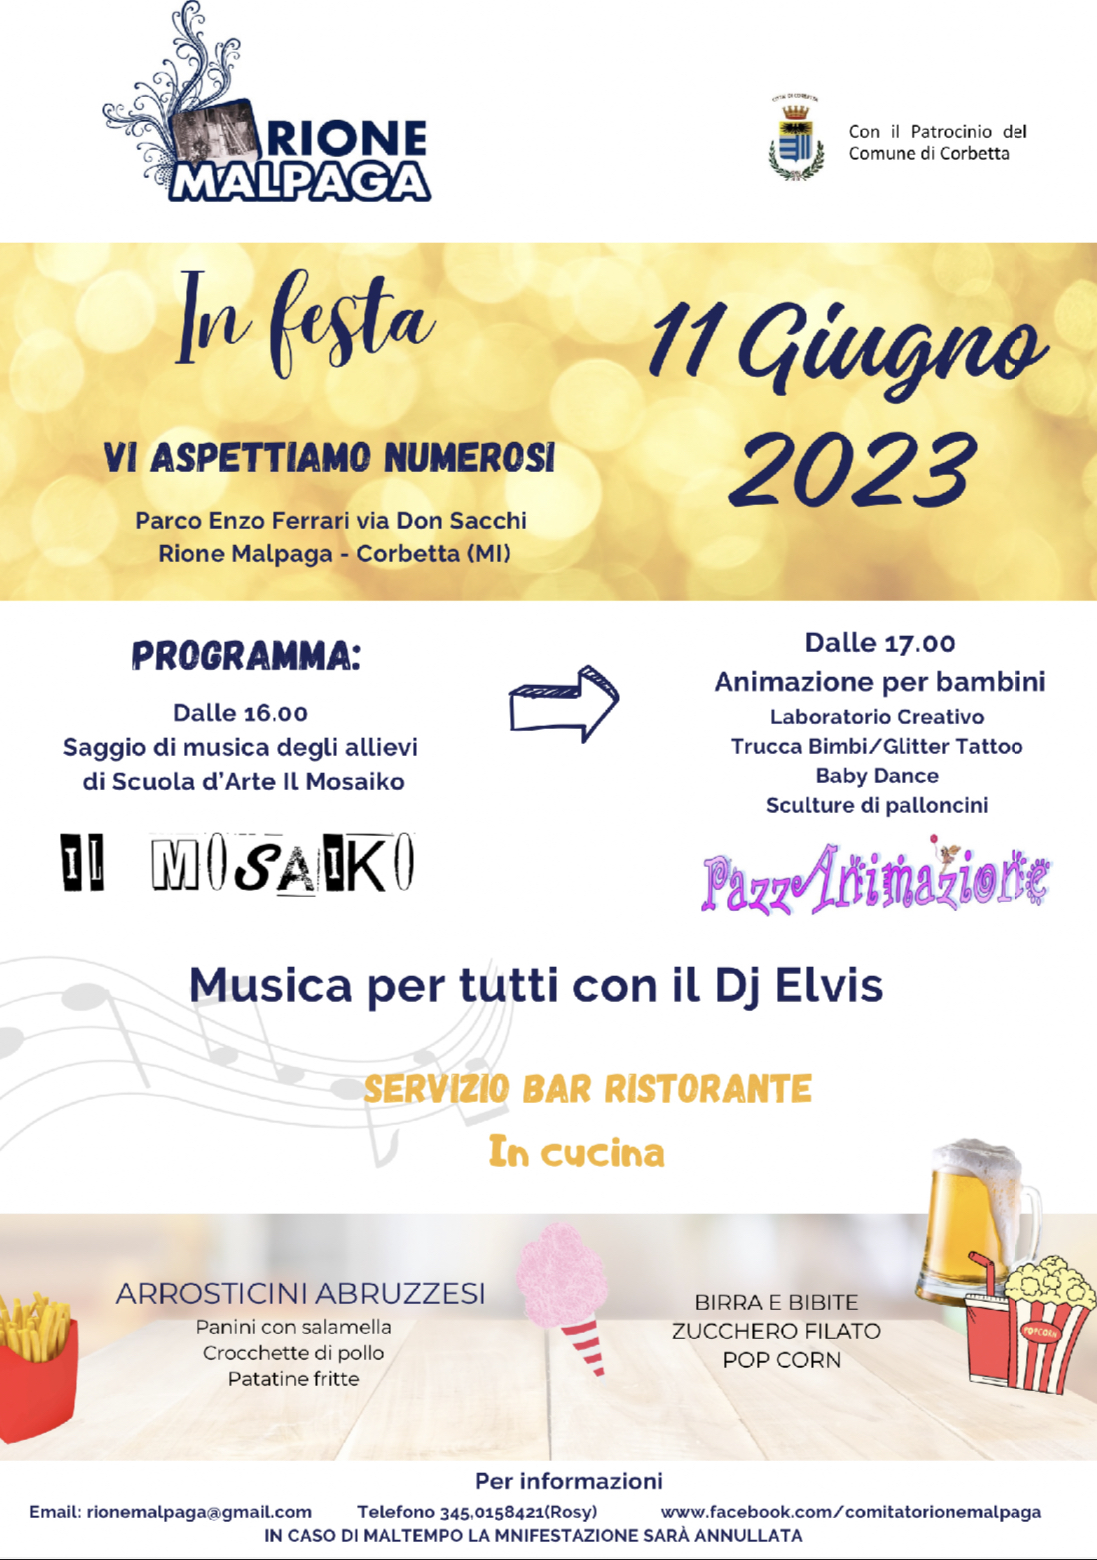 RIONE
MALPAGA
CITTÀ DI CORBETTA
Con il Patrocinio del
Comune di Corbetta
In festa
11 Giugno
2023
VI ASPETTIAMO NUMEROSI
Parco Enzo Ferrari via Don Sacchi
Rione Malpaga - Corbetta (MI)
PROGRAMMA:
Dalle 16.00
Saggio di musica degli allievi
di Scuola d'Arte Il Mosaiko
IL MOSAIKO
Dalle 17.00
Animazione per bambini
Laboratorio Creativo
Trucca Bimbi/Glitter Tattoo
Baby Dance
Sculture di palloncini
PazzeAnimazione
Musica per tutti con il Dj Elvis
SERVIZIO BAR RISTORANTE
In cucina
ARROSTICINI ABRUZZESI
Panini con salamella
Crocchette di pollo
Patatine fritte
BIRRA E BIBITE
ZUCCHERO FILATO
POP CORN
POPCORN
Per informazioni
Email: rionemalpaga@gmail.com Telefono 345,0158421(Rosy) www.facebook.com/comitatorionemalpaga
IN CASO DI MALTEMPO LA MNIFESTAZIONE SARÀ ANNULLATA